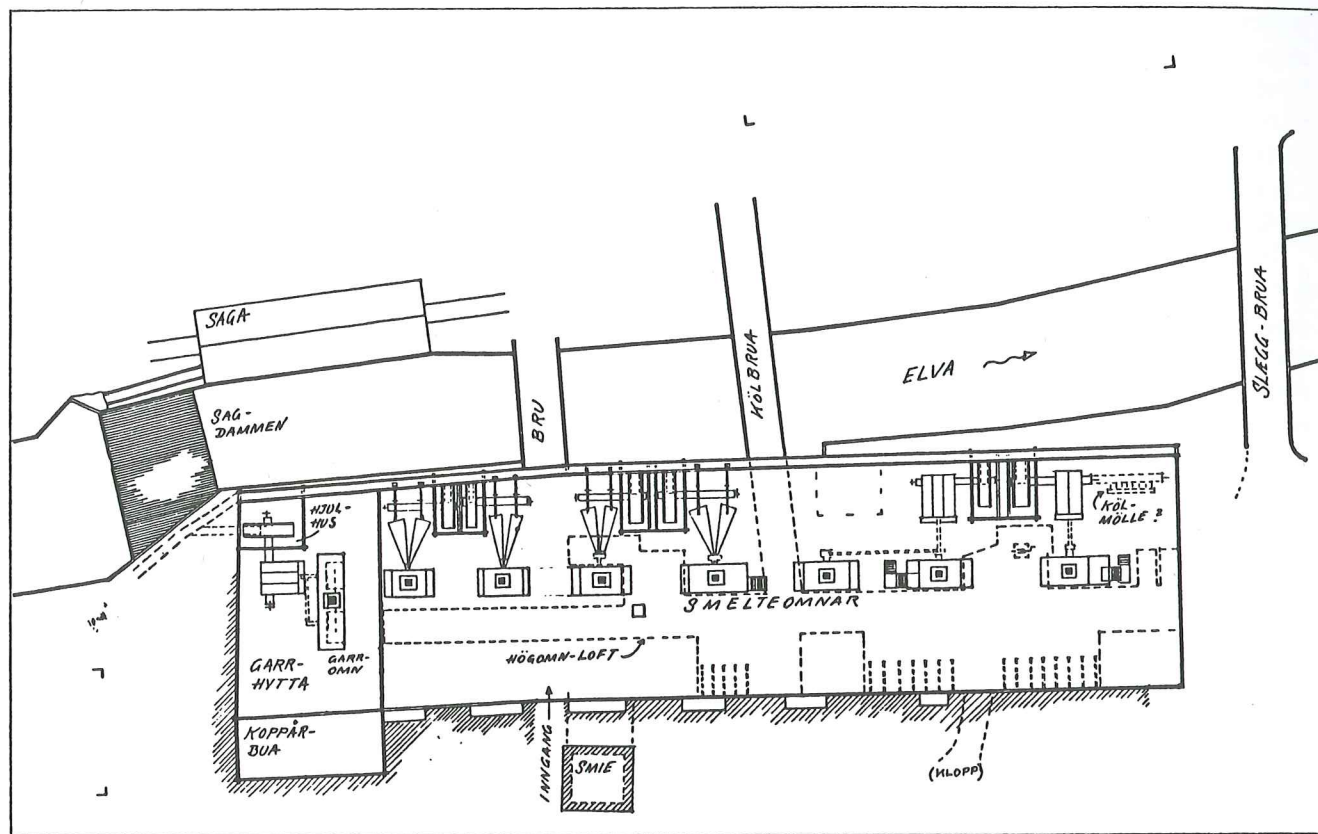 SAGA
SAG-
DAMMEN
BRU
KÖLBRUA
ELVA
SLÆGG-BRUA
HJUL-
HUS
(KÖL-
MÖLLE?
SMELTEOMNAR
GARR-
HYTTA
GARR-
OMN
HÖGOMN-LOFT
KOPPÅR-
BUA
INNGANG
SMIE
(KLOPP)